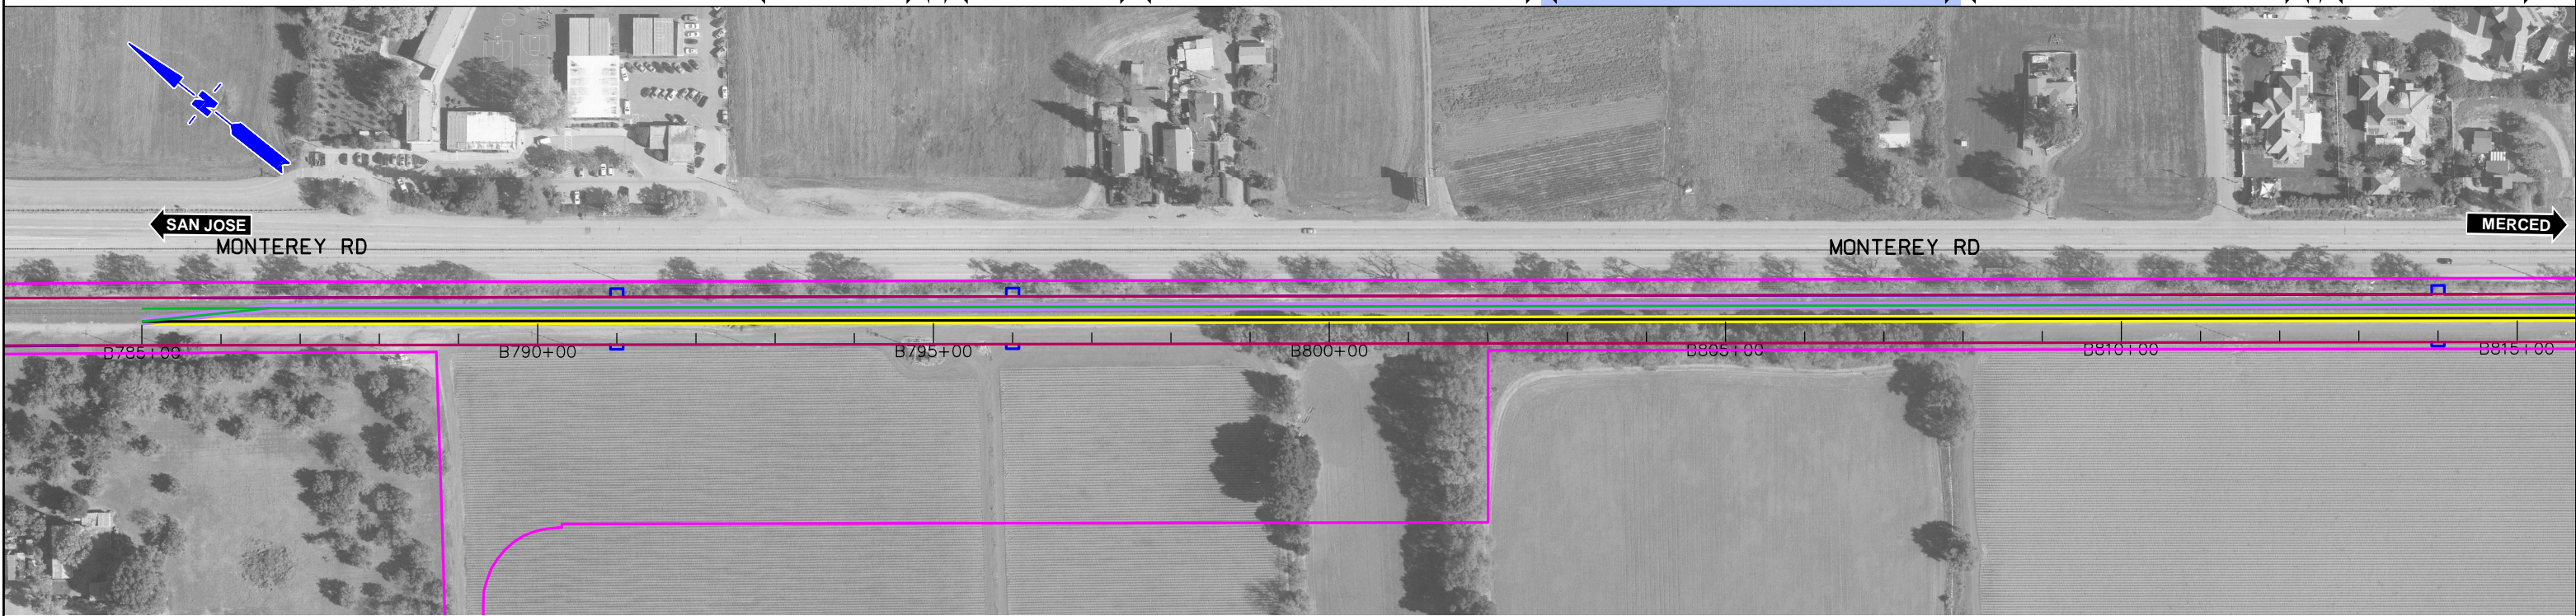 N
SAN JOSE
MERCED
MONTEREY RD
MONTEREY RD
B785+00
B790+00
B795+00
B800+00
B805+00
B810+00
B815+00